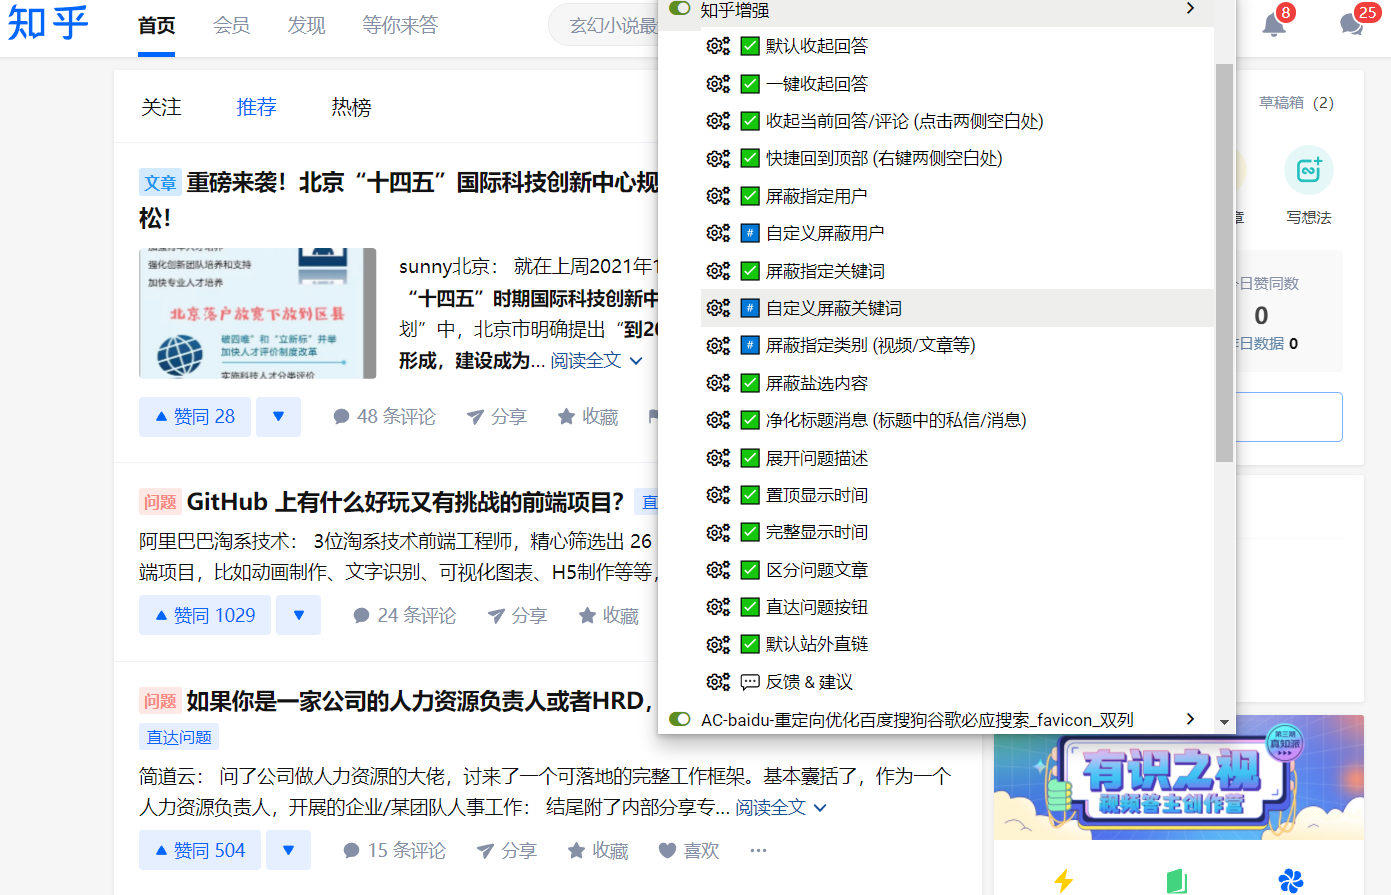 知乎
首页
会员
发现
等你来答
玄幻小说最
8
25
关注
推荐
热榜
文章 重磅来袭！北京“十四五”国际科技创新中心规
松！
强化创新团队培养和支持
加快专业人才培养
北京落户放宽下放到区县
破四唯”和“立新标”并举
加快人才评价制度改革
实施科技人才分类评价
sunny北京： 就在上周2021年1
“十四五”时期国际科技创新中
划”中，北京市明确提出“到20
形成，建设成为... 阅读全文
赞同 28
48 条评论
分享
收藏
问题 GitHub 上有什么好玩又有挑战的前端项目？ 直
阿里巴巴淘系技术： 3位淘系技术前端工程师，精心筛选出 26
端项目，比如动画制作、文字识别、可视化图表、H5制作等等，
赞同 1029
24 条评论
分享
收藏
问题 如果你是一家公司的人力资源负责人或者HRD，
直达问题
简道云： 问了公司做人力资源的大佬，讨来了一个可落地的完整工作框架。基本囊括了，作为一个
人力资源负责人，开展的企业/某团队人事工作： 结尾附了内部分享专... 阅读全文
赞同 504
15 条评论
分享
收藏
喜欢
知乎增强
默认收起回答
一键收起回答
收起当前回答/评论 (点击两侧空白处)
快捷回到顶部 (右键两侧空白处)
屏蔽指定用户
# 自定义屏蔽用户
屏蔽指定关键词
# 自定义屏蔽关键词
# 屏蔽指定类别 (视频/文章等)
屏蔽盐选内容
净化标题消息 (标题中的私信/消息)
展开问题描述
置顶显示时间
完整显示时间
区分问题文章
直达问题按钮
默认站外直链
反馈 & 建议
AC-baidu-重定向优化百度搜狗谷歌必应搜索_favicon_双列
草稿箱 (2)
章
写想法
日赞同数
0
日数据 0
第三期
真知派
有识之视
视频答主创作营